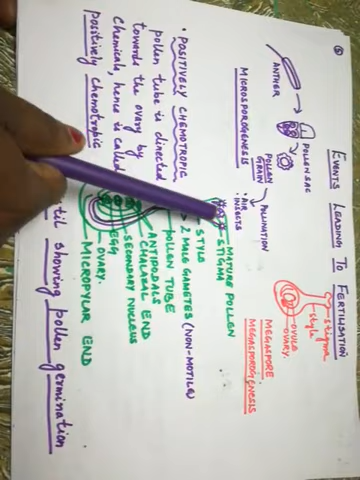 5
EVENTS LEADING TO FERTILISATION
ANTHER
POLLEN SAC
POLLEN
GRAIN
POLLINATION
• AIR
• INSECTS
MICROSPOROGENESIS
stigma
style
OVULE
OVARY.
MEGASPORE
MEGASPOROGENESIS
• POSITIVELY CHEMOTROPIC
pollen tube is directed
towards the ovary by
chemicals, hence is called
positively chemotropic
MATURE POLLEN
STIGMA
STYLE
2 MALE GAMETES (NON-MOTILE)
POLLEN TUBE
ANTIPODALS
CHALAZAL END
SECONDARY NUCLEUS
EGG
OVARY.
MICROPYLAR END
showing pollen germination